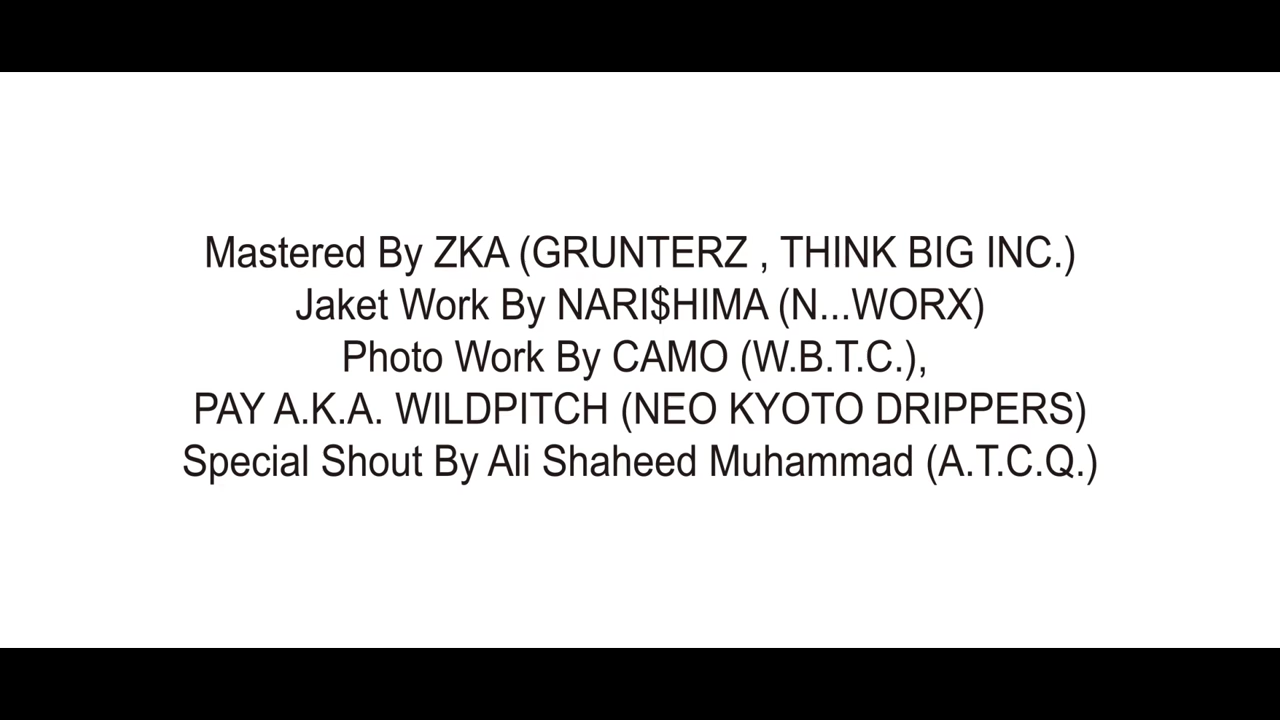 Mastered By ZKA (GRUNTERZ , THINK BIG INC.)
Jaket Work By NARI$HIMA (N...WORX)
Photo Work By CAMO (W.B.T.C.),
PAY A.K.A. WILDPITCH (NEO KYOTO DRIPPERS)
Special Shout By Ali Shaheed Muhammad (A.T.C.Q.)